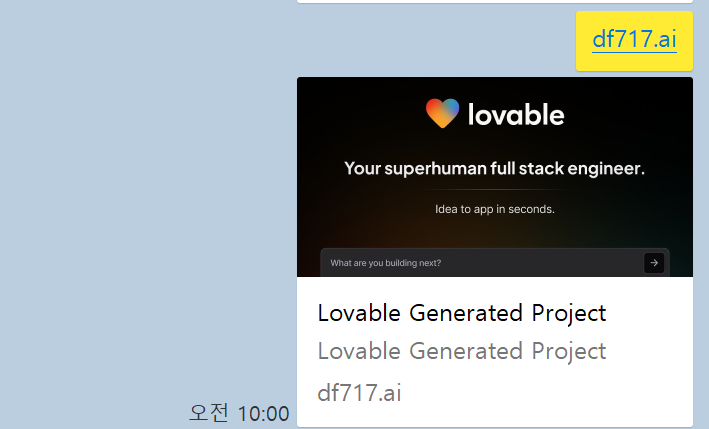 df717.ai
lovable
Your superhuman full stack engineer.
Idea to app in seconds.
What are you building next?
Lovable Generated Project
Lovable Generated Project
df717.ai
오전 10:00